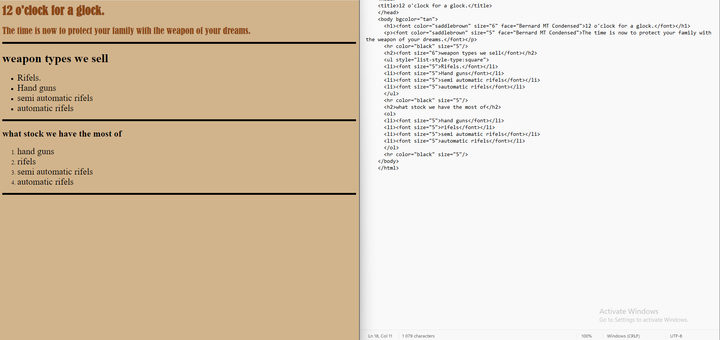 12 o'clock for a glock.
The time is now to protect your family with the weapon of your dreams.
weapon types we sell
Rifels.
Hand guns
semi automatic rifels
automatic rifels
what stock we have the most of
1. hand guns
2. rifels
3. semi automatic rifels
4. automatic rifels
<title>12 o'clock for a glock.</title>
</head>
<body bgcolor="tan">
<h1><font color="saddlebrown" size="6" face="Bernard MT Condensed">12 o'clock for a glock.</font></h1>
<p><font color="saddlebrown" size="5" face="Bernard MT Condensed">The time is now to protect your family with
the weapon of your dreams.</font></p>
<hr color="black" size="5"/>
<h2><font size="6">weapon types we sell</font></h2>
<ul style="list-style-type:square">
<li><font size="5">Rifels.</font></li>
<li><font size="5">Hand guns</font></li>
<li><font size="5">semi automatic rifels</font></li>
<li><font size="5">automatic rifels</font></li>
</ul>
<hr color="black" size="5"/>
<h2>what stock we have the most of</h2>
<ol>
<li><font size="5">hand guns</font></li>
<li><font size="5">rifels</font></li>
<li><font size="5">semi automatic rifels</font></li>
<li><font size="5">automatic rifels</font></li>
</ol>
<hr color="black" size="5"/>
</body>
</html>
Activate Windows
Go to Settings to activate Windows.
Ln 18, Col 11 1 079 characters 100% Windows (CRLF) UTF-8